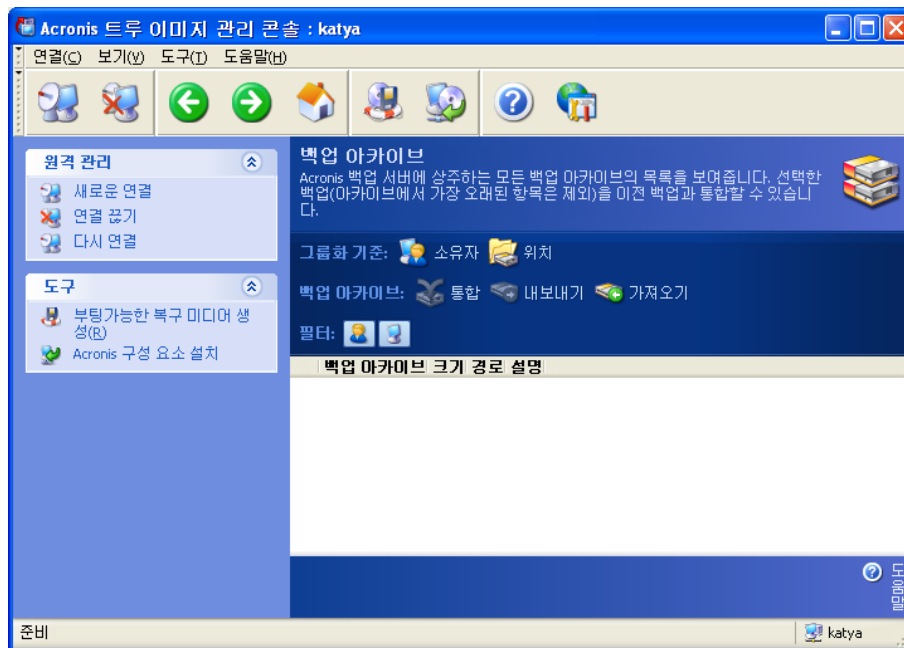 Acronis 트루 이미지 관리 콘솔 : katya
연결(C) 보기(V) 도구(T) 도움말(H)
원격 관리
새로운 연결
연결 끊기
다시 연결
도구
부팅가능한 복구 미디어 생
성(R)
Acronis 구성 요소 설치
백업 아카이브
Acronis 백업 서버에 상주하는 모든 백업 아카이브의 목록을 보여줍니다. 선택한
백업(아카이브에서 가장 오래된 항목은 제외)을 이전 백업과 통합할 수 있습니
다.
그룹화 기준: 소유자 위치
백업 아카이브: 통합 내보내기 가져오기
필터:
백업 아카이브 크기 경로 설명
도
움
말
준비
katya